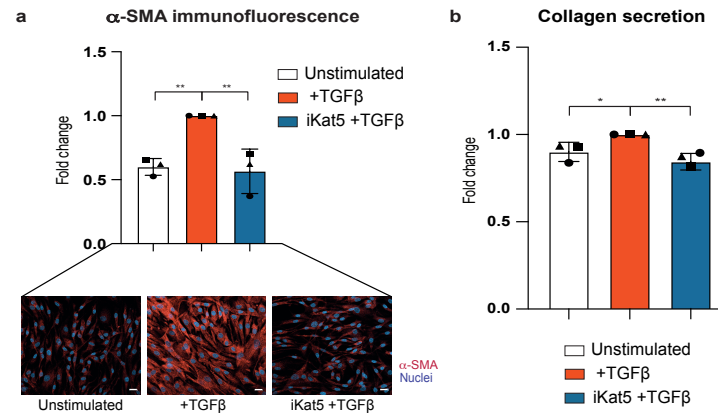 a
α-SMA immunofluorescence
Fold change
1.5
1.0
0.5
0.0
**
**
Unstimulated
+TGFβ
iKat5 +TGFβ
α-SMA
Nuclei
Unstimulated
+TGFβ
iKat5 +TGFβ
b
Collagen secretion
Fold change
1.5
1.0
0.5
0.0
*
**
Unstimulated
+TGFβ
iKat5 +TGFβ